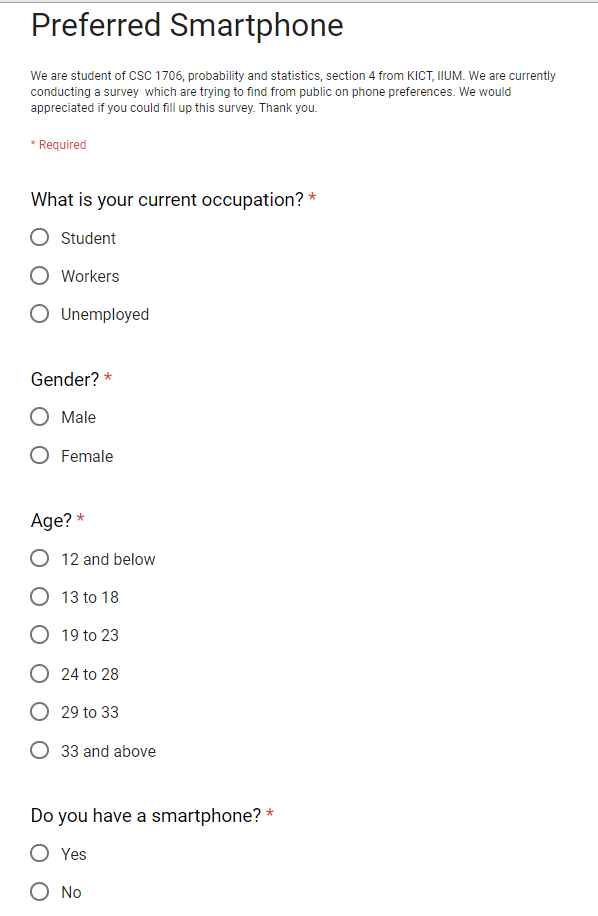 Preferred Smartphone
We are student of CSC 1706, probability and statistics, section 4 from KICT, IIUM. We are currently
conducting a survey  which are trying to find from public on phone preferences. We would
appreciated if you could fill up this survey. Thank you.
* Required
What is your current occupation? *
Student
Workers
Unemployed
Gender? *
Male
Female
Age? *
12 and below
13 to 18
19 to 23
24 to 28
29 to 33
33 and above
Do you have a smartphone? *
Yes
No